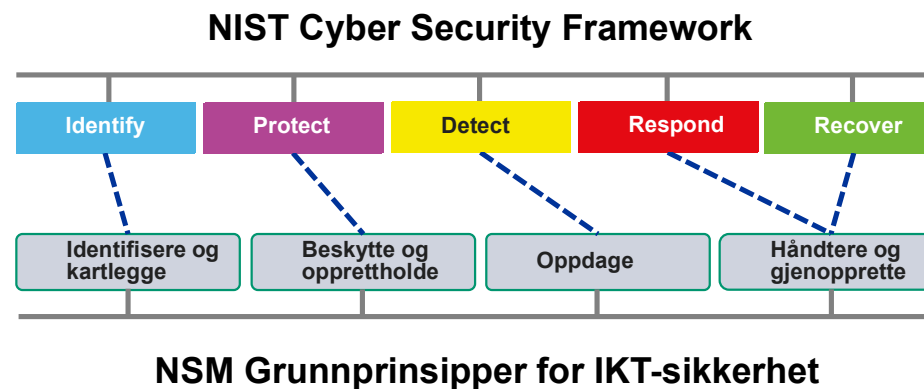 NIST Cyber Security Framework
Identify
Protect
Detect
Respond
Recover
Identifisere og
kartlegge
Beskytte og
opprettholde
Oppdage
Håndtere og
gjenopprette
NSM Grunnprinsipper for IKT-sikkerhet